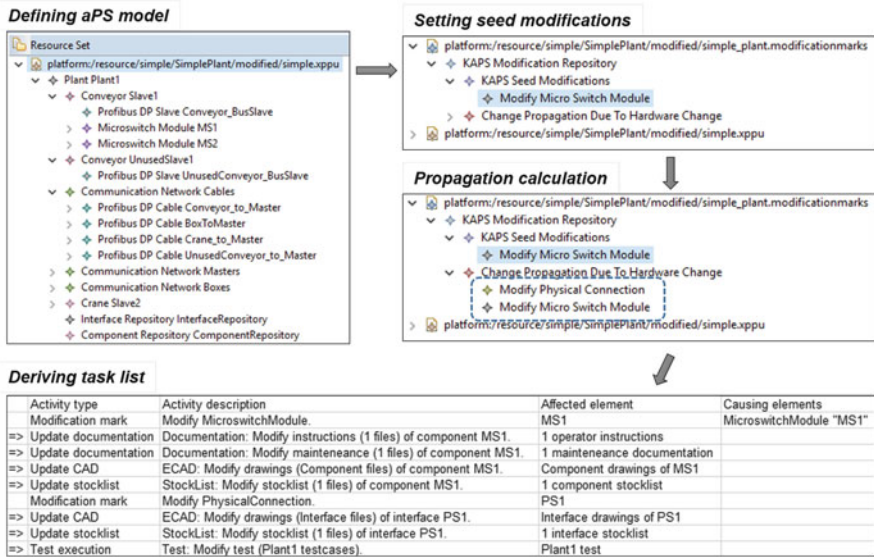 Defining aPS model
Resource Set
platform:/resource/simple/SimplePlant/modified/simple.xppu
Plant Plant1
Conveyor Slave1
Profibus DP Slave Conveyor_BusSlave
Microswitch Module MS1
Microswitch Module MS2
Conveyor UnusedSlave1
Profibus DP Slave UnusedConveyor_BusSlave
Communication Network Cables
Profibus DP Cable Conveyor_to_Master
Profibus DP Cable BoxToMaster
Profibus DP Cable Crane_to_Master
Profibus DP Cable UnusedConveyor_to_Master
Communication Network Masters
Communication Network Boxes
Crane Slave2
Interface Repository InterfaceRepository
Component Repository ComponentRepository
Setting seed modifications
platform:/resource/simple/SimplePlant/modified/simple_plant.modificationmarks
KAPS Modification Repository
KAPS Seed Modifications
Modify Micro Switch Module
Change Propagation Due To Hardware Change
platform:/resource/simple/SimplePlant/modified/simple.xppu
Propagation calculation
platform:/resource/simple/SimplePlant/modified/simple_plant.modificationmarks
KAPS Modification Repository
KAPS Seed Modifications
Modify Micro Switch Module
Change Propagation Due To Hardware Change
Modify Physical Connection
Modify Micro Switch Module
platform:/resource/simple/SimplePlant/modified/simple.xppu
Deriving task list
Activity type Activity description Affected element Causing elements
Modification mark Modify MicroswitchModule. MS1 MicroswitchModule "MS1"
=> Update documentation Documentation: Modify instructions (1 files) of component MS1. 1 operator instructions
=> Update documentation Documentation: Modify mainteneance (1 files) of component MS1. 1 mainteneance documentation
=> Update CAD ECAD: Modify drawings (Component files) of component MS1. Component drawings of MS1
=> Update stocklist StockList: Modify stocklist (1 files) of component MS1. 1 component stocklist
Modification mark Modify PhysicalConnection. PS1
=> Update CAD ECAD: Modify drawings (Interface files) of interface PS1. Interface drawings of PS1
=> Update stocklist StockList: Modify stocklist (1 files) of interface PS1. 1 interface stocklist
=> Test execution Test: Modify test (Plant1 testcases). Plant1 test